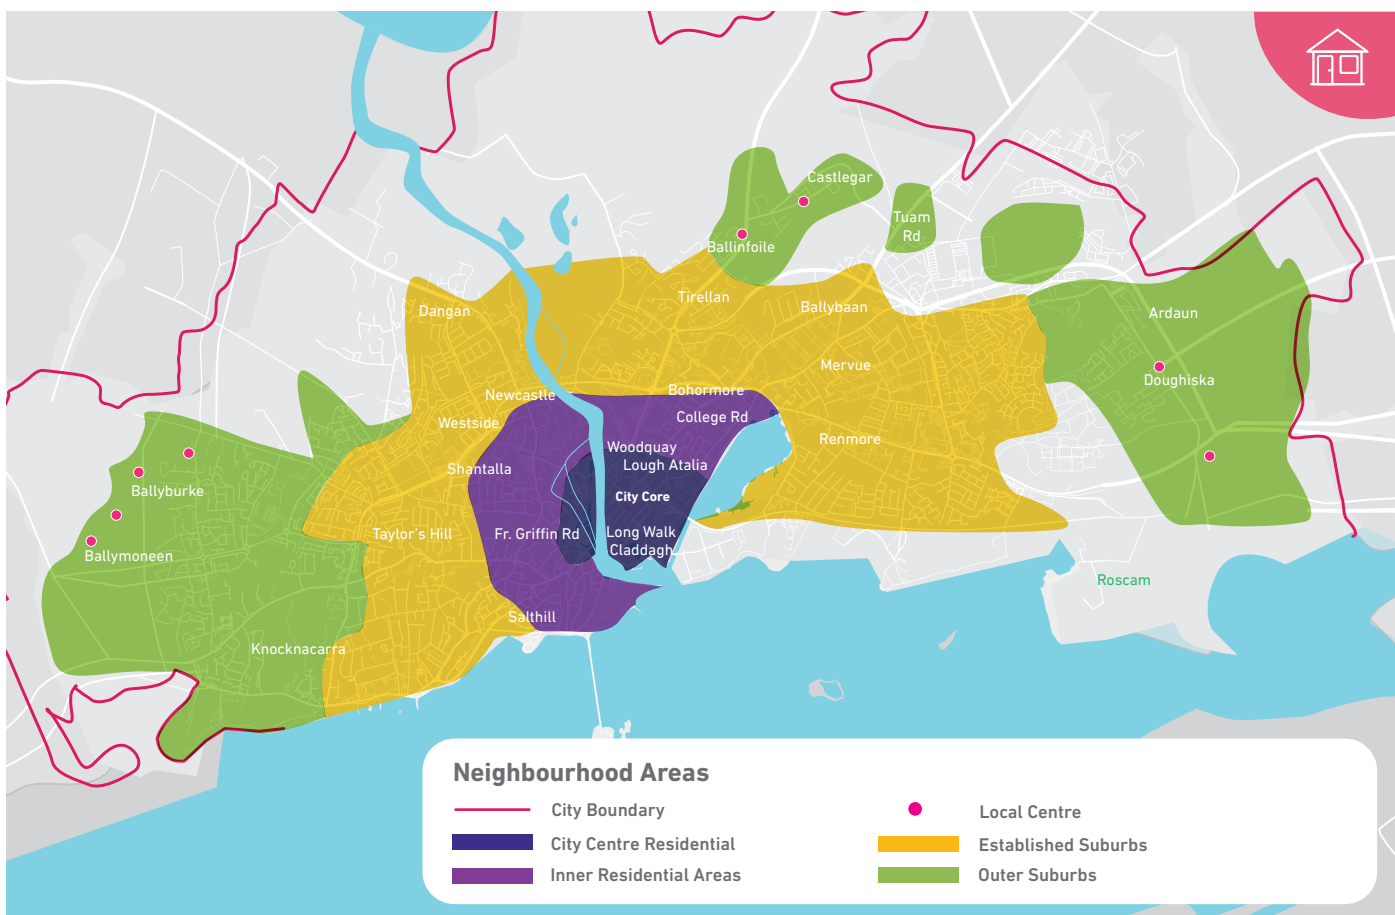 Castlegar
Tuam
Rd
Ballinfoile
Tirellan
Dangan
Ballybaan
Ardaun
Mervue
Doughiska
Newcastle
Bohormore
College Rd
Westside
Renmore
Woodquay
Shantalla
Lough Atalia
Ballyburke
City Core
Taylor's Hill
Fr. Griffin Rd
Long Walk
Claddagh
Ballymoneen
Roscam
Salthill
Knocknacarra
Neighbourhood Areas
City Boundary
Local Centre
City Centre Residential
Established Suburbs
Inner Residential Areas
Outer Suburbs